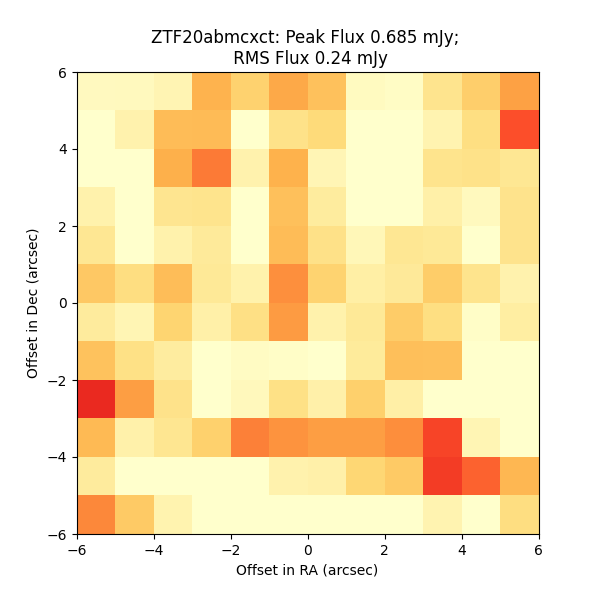 ZTF20abmcxct: Peak Flux 0.685 mJy;
RMS Flux 0.24 mJy
6
4
2
0
−2
−4
−6
Offset in Dec (arcsec)
−6 −4 −2 0 2 4 6
Offset in RA (arcsec)